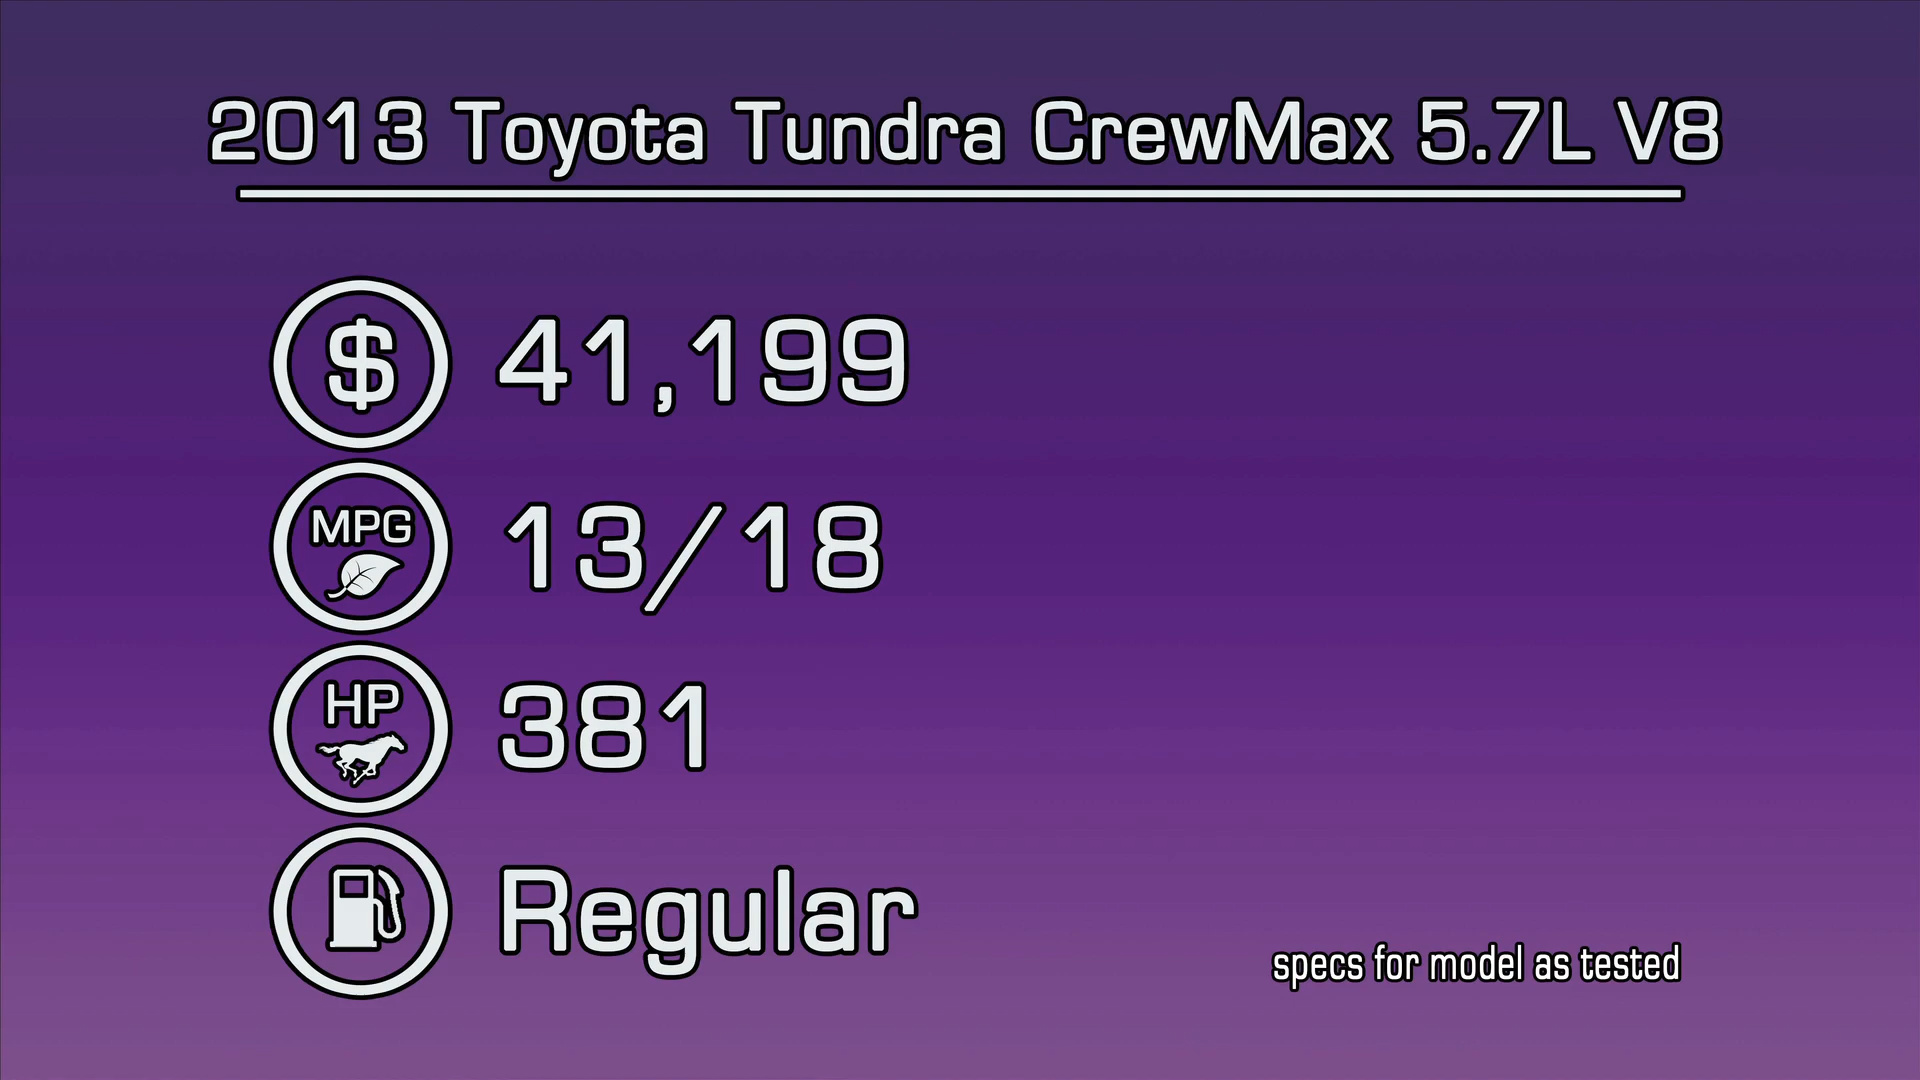 2013 Toyota Tundra CrewMax 5.7L V8
$ 41,199
MPG 13/18
HP 381
Regular
specs for model as tested